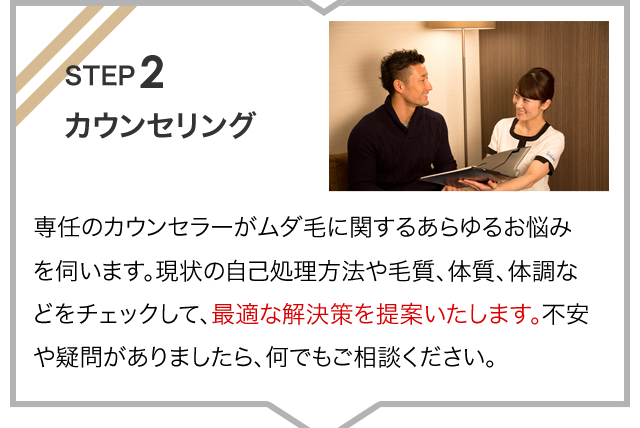 STEP 2
カウンセリング
専任のカウンセラーがムダ毛に関するあらゆるお悩み
を伺います。現状の自己処理方法や毛質、体質、体調な
どをチェックして、最適な解決策を提案いたします。不安
や疑問がありましたら、何でもご相談ください。